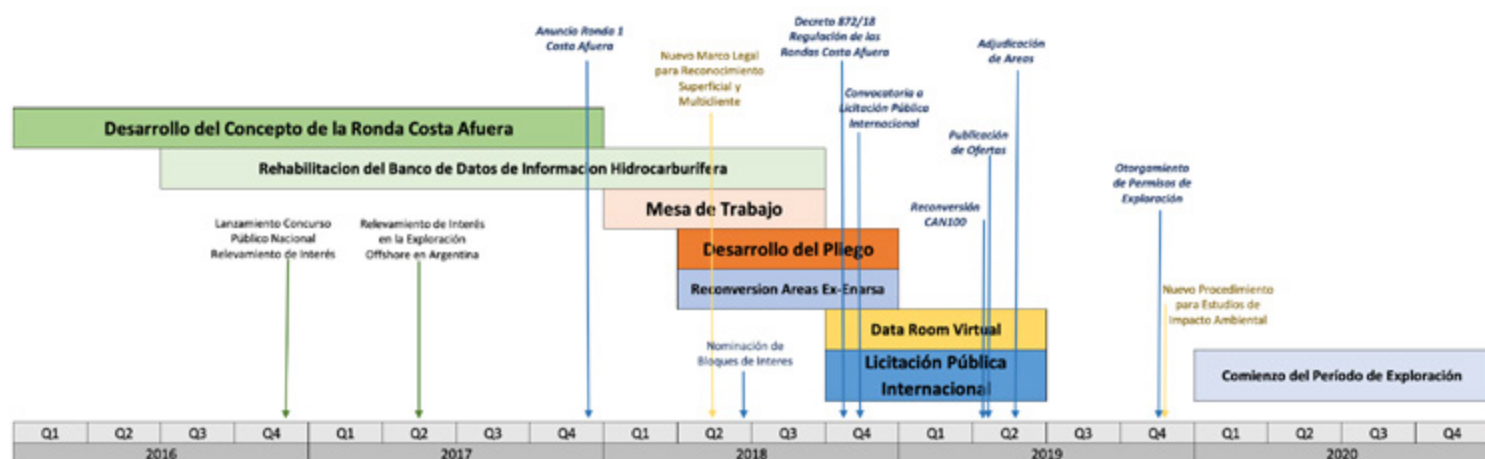 Anuncio Ronda 1
Costa Afuera
Nuevo Marco Legal
para Reconocimiento
Superficial y
Multicliente
Decreto 872/18
Regulación de las
Rondas Costa Afuera
Convocatoria a
Licitación Pública
Internacional
Adjudicación
de Areas
Publicación
de Ofertas
Reconversión
CAN100
Otorgamiento
de Permisos de
Exploración
Desarrollo del Concepto de la Ronda Costa Afuera
Rehabilitacion del Banco de Datos de Informacion Hidrocarburífera
Mesa de Trabajo
Lanzamiento Concurso
Público Nacional
Relevamiento de Interés
Relevamiento de Interés
en la Exploración
Offshore en Argentina
Desarrollo del Pliego
Reconversion Areas Ex-Enarsa
Nuevo Procedimiento
para Estudios de
Impacto Ambiental
Data Room Virtual
Nominación de
Bloques de Interes
Licitación Pública
Internacional
Comienzo del Período de Exploración
Q1 Q2 Q3 Q4 Q1 Q2 Q3 Q4 Q1 Q2 Q3 Q4 Q1 Q2 Q3 Q4 Q1 Q2 Q3 Q4
2016 2017 2018 2019 2020